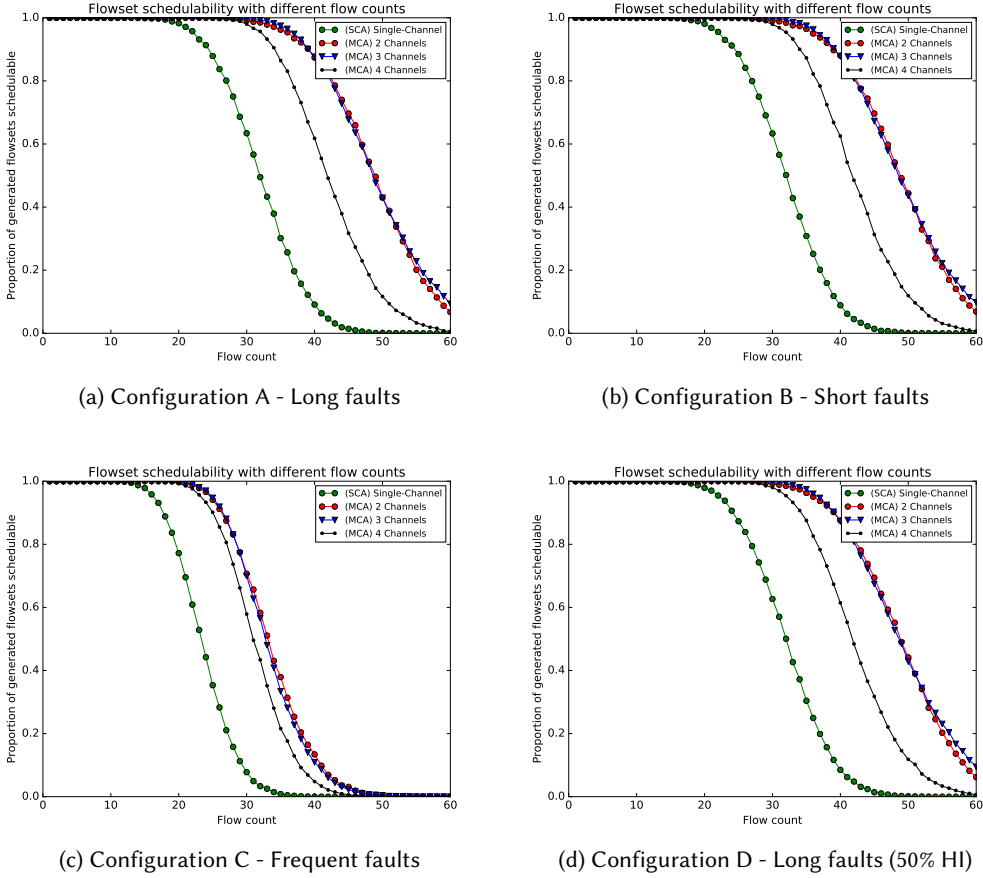 Flowset schedulability with different flow counts
Proportion of generated flowsets schedulable
1.0
0.8
0.6
0.4
0.2
0.0
0 10 20 30 40 50 60
Flow count
(SCA) Single-Channel
(MCA) 2 Channels
(MCA) 3 Channels
(MCA) 4 Channels
(a) Configuration A - Long faults
Flowset schedulability with different flow counts
Proportion of generated flowsets schedulable
1.0
0.8
0.6
0.4
0.2
0.0
0 10 20 30 40 50 60
Flow count
(SCA) Single-Channel
(MCA) 2 Channels
(MCA) 3 Channels
(MCA) 4 Channels
(b) Configuration B - Short faults
Flowset schedulability with different flow counts
Proportion of generated flowsets schedulable
1.0
0.8
0.6
0.4
0.2
0.0
0 10 20 30 40 50 60
Flow count
(SCA) Single-Channel
(MCA) 2 Channels
(MCA) 3 Channels
(MCA) 4 Channels
(c) Configuration C - Frequent faults
Flowset schedulability with different flow counts
Proportion of generated flowsets schedulable
1.0
0.8
0.6
0.4
0.2
0.0
0 10 20 30 40 50 60
Flow count
(SCA) Single-Channel
(MCA) 2 Channels
(MCA) 3 Channels
(MCA) 4 Channels
(d) Configuration D - Long faults (50% HI)